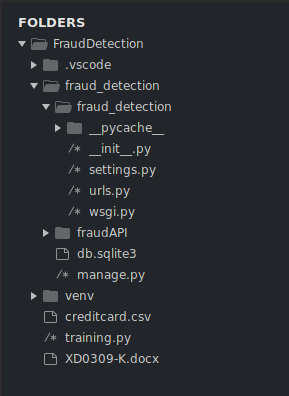 FOLDERS
FraudDetection
.vscode
fraud_detection
fraud_detection
__pycache__
/* __init__.py
/* settings.py
/* urls.py
/* wsgi.py
fraudAPI
db.sqlite3
/* manage.py
venv
creditcard.csv
/* training.py
XD0309-K.docx